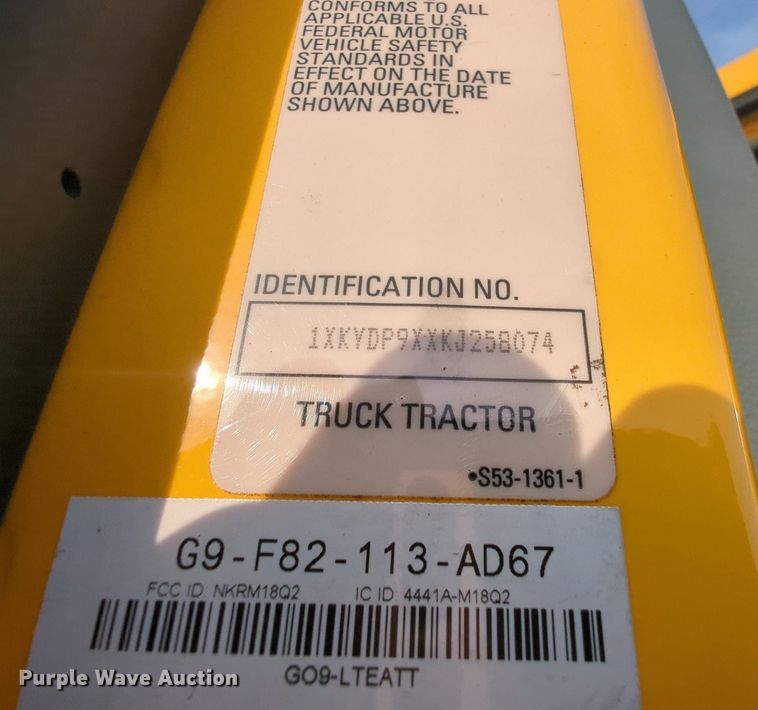 CONFORMS TO ALL
APPLICABLE U.S.
FEDERAL MOTOR
VEHICLE SAFETY
STANDARDS IN
EFFECT ON THE DATE
OF MANUFACTURE
SHOWN ABOVE.
IDENTIFICATION NO.
1XKYDP9XXKJ258074
TRUCK TRACTOR
•S53-1361-1
G9-F82-113-AD67
FCC ID: NKRM18Q2 IC ID: 4441A-M18Q2
GO9-LTEATT
Purple Wave Auction